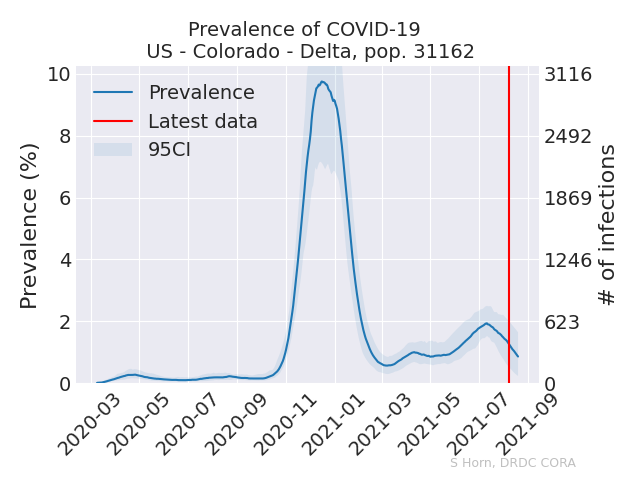 Prevalence of COVID-19
US - Colorado - Delta, pop. 31162
Prevalence
Latest data
95CI
Prevalence (%)
10
8
6
4
2
0
3116
2492
1869
1246
623
0
# of infections
2020-03
2020-05
2020-07
2020-09
2020-11
2021-01
2021-03
2021-05
2021-07
2021-09
S Horn, DRDC CORA